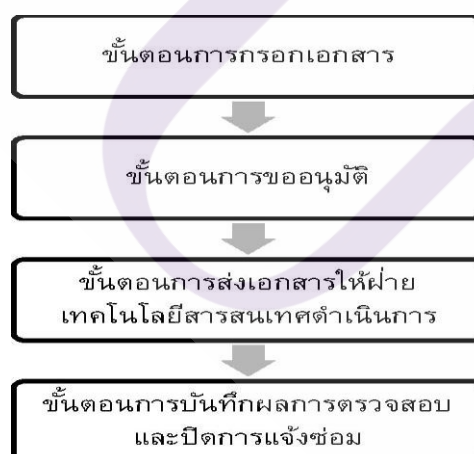 ขั้นตอนการกรอกเอกสาร
ขั้นตอนการขออนุมัติ
ขั้นตอนการส่งเอกสารให้ฝ่าย
เทคโนโลยีสารสนเทศดำเนินการ
ขั้นตอนการบันทึกผลการตรวจสอบ
และปิดการแจ้งซ่อม